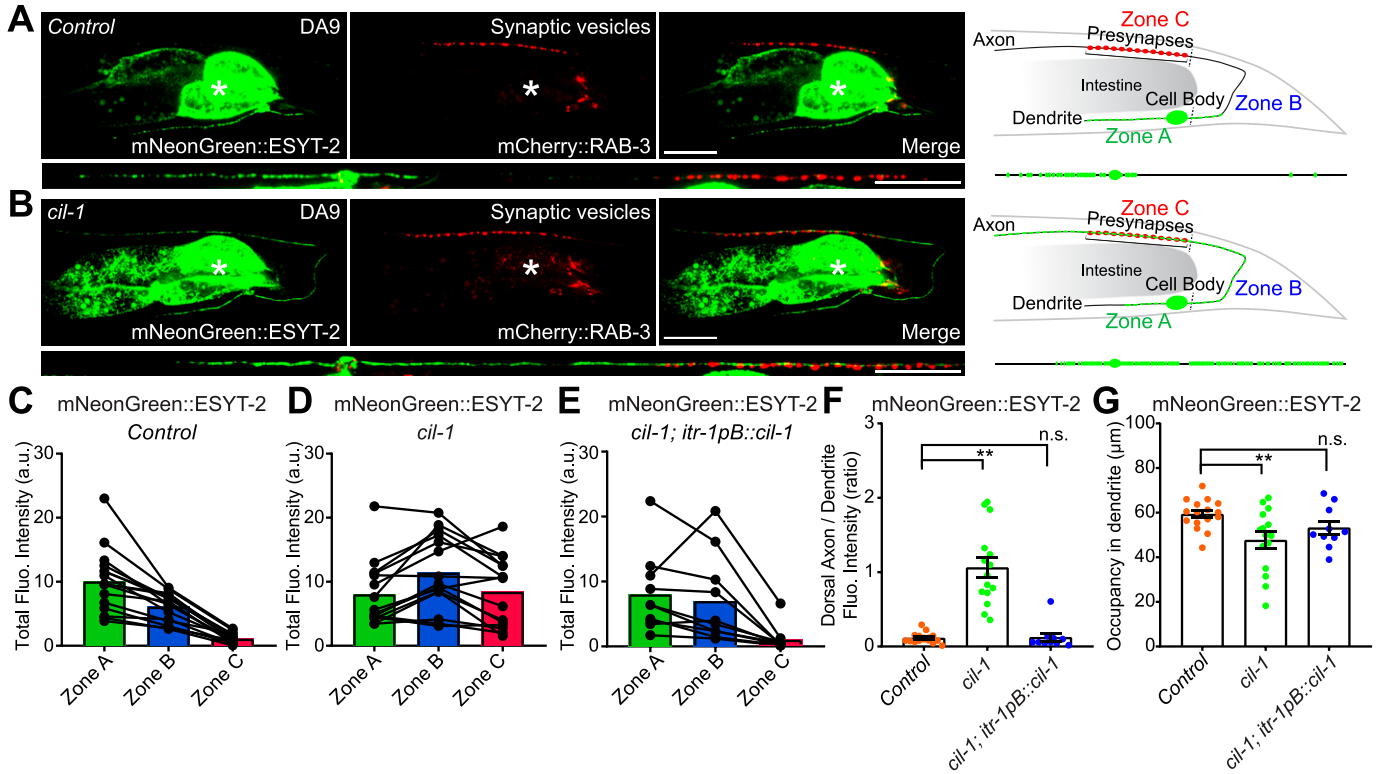 A
Control
DA9
mNeonGreen::ESYT-2
*
Synaptic vesicles
*
mCherry::RAB-3
*
Merge
Zone C
Axon
Presynapses
Intestine
Cell Body
Zone B
Dendrite
Zone A
B
cil-1
DA9
*
mNeonGreen::ESYT-2
Synaptic vesicles
*
mCherry::RAB-3
*
Merge
Zone C
Axon
Presynapses
Intestine
Cell Body
Zone B
Dendrite
Zone A
C
mNeonGreen::ESYT-2
Control
Total Fluo. Intensity (a.u.)
30
20
10
0
Zone A
Zone B
Zone C
D
mNeonGreen::ESYT-2
cil-1
Total Fluo. Intensity (a.u.)
30
20
10
0
Zone A
Zone B
Zone C
E
mNeonGreen::ESYT-2
cil-1; itr-1pB::cil-1
Total Fluo. Intensity (a.u.)
30
20
10
0
Zone A
Zone B
Zone C
F
mNeonGreen::ESYT-2
Dorsal Axon / Dendrite
Fluo. Intensity (ratio)
3
2
1
0
n.s.
**
Control
cil-1
cil-1; itr-1pB::cil-1
G
mNeonGreen::ESYT-2
Occupancy in dendrite (µm)
100
80
60
40
20
0
n.s.
**
Control
cil-1
cil-1; itr-1pB::cil-1